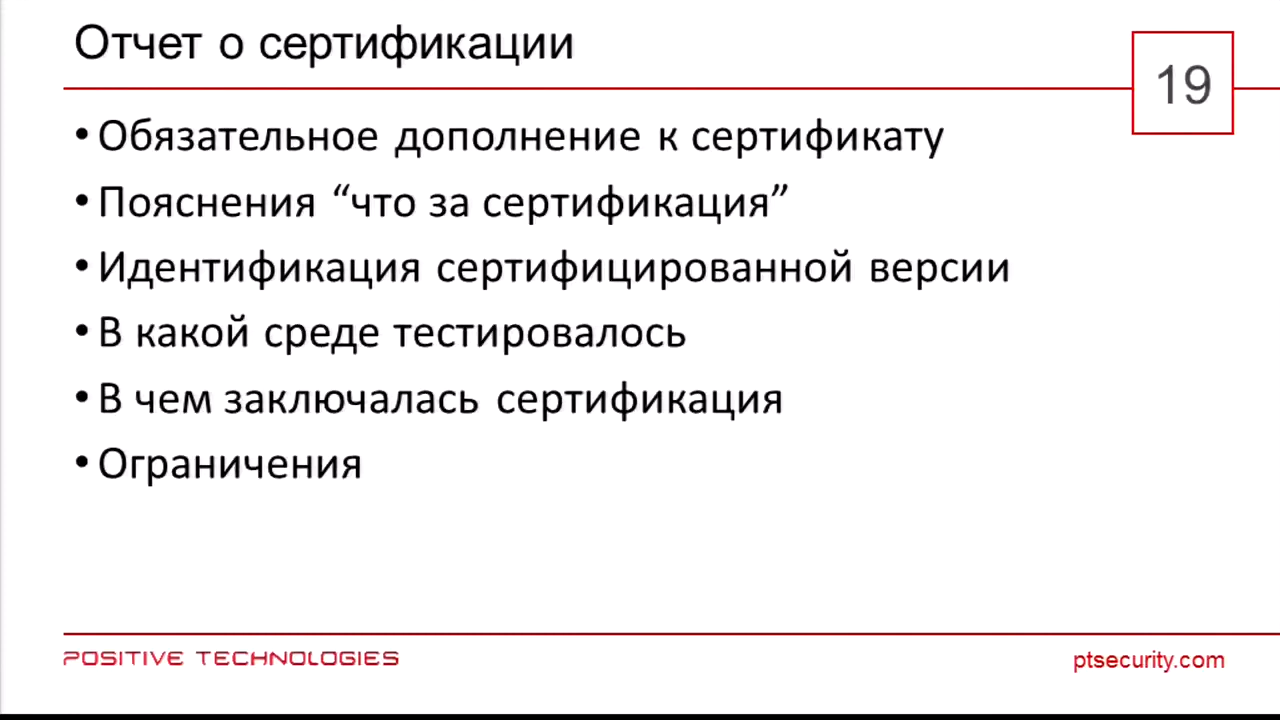 Отчет о сертификации
19
• Обязательное дополнение к сертификату
• Пояснения “что за сертификация”
• Идентификация сертифицированной версии
• В какой среде тестировалось
• В чем заключалась сертификация
• Ограничения
POSITIVE TECHNOLOGIES
ptsecurity.com